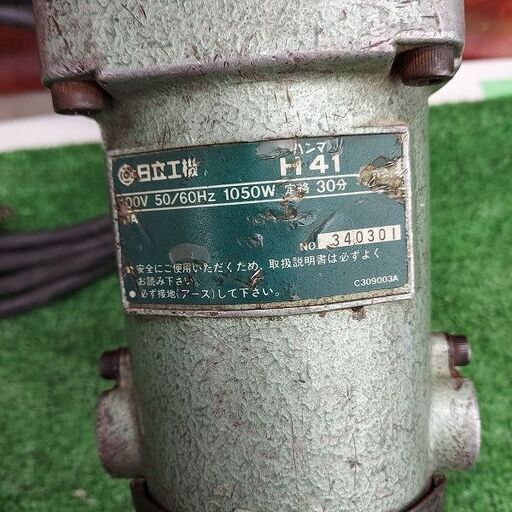 日立工機 ハンマ H 41
00V 50/60Hz 1050W 定格 30分
A
NO. 340301
安全にご使用いただくため、取扱説明書は必ずよく
お読み下さい。
● 必ず接地(アース)して下さい。
C309003A